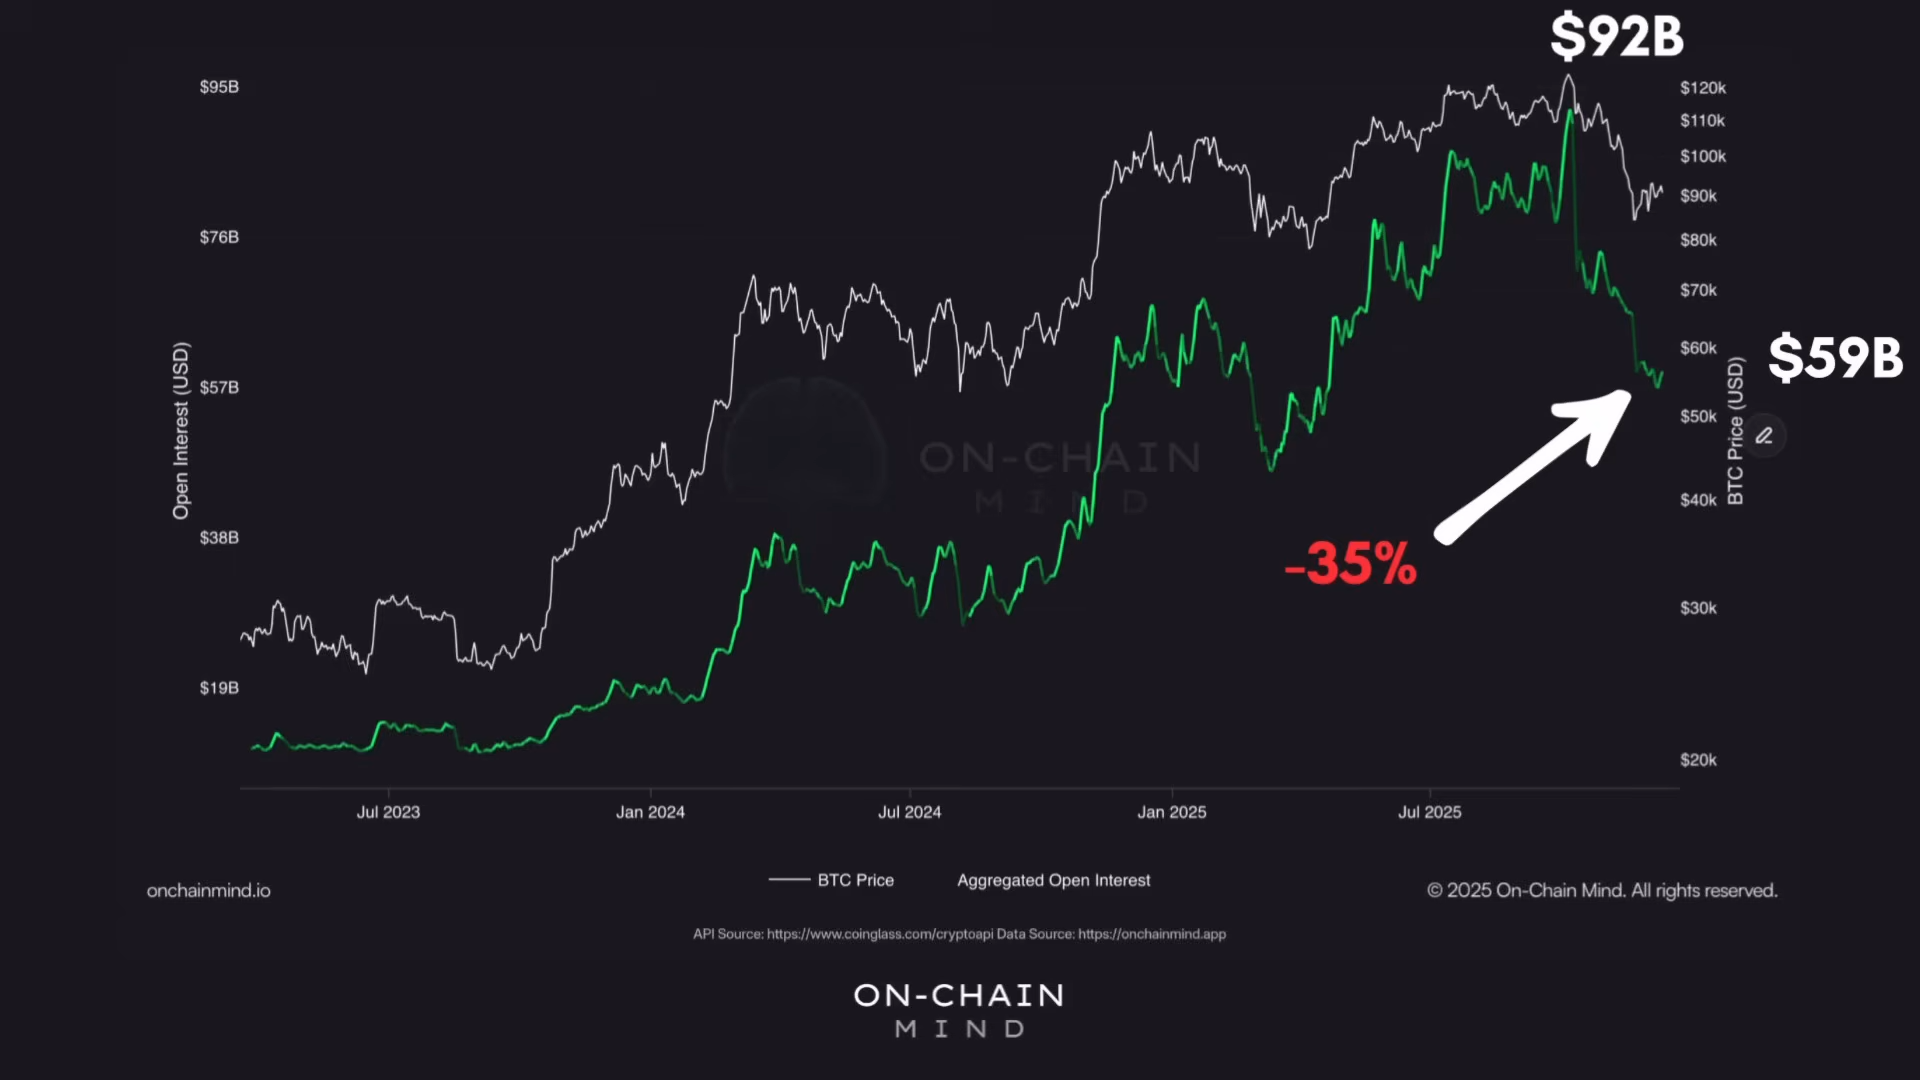 $92B
$95B
$76B
$57B
$38B
$19B
Open Interest (USD)
$120k
$110k
$100k
$90k
$80k
$70k
$60k
$50k
$40k
$30k
$20k
BTC Price (USD)
$59B
-35%
ON-CHAIN
MIND
Jul 2023
Jan 2024
Jul 2024
Jan 2025
Jul 2025
BTC Price
Aggregated Open Interest
onchainmind.io
© 2025 On-Chain Mind. All rights reserved.
API Source: https://www.coinglass.com/cryptoapi Data Source: https://onchainmind.app
ON-CHAIN
MIND